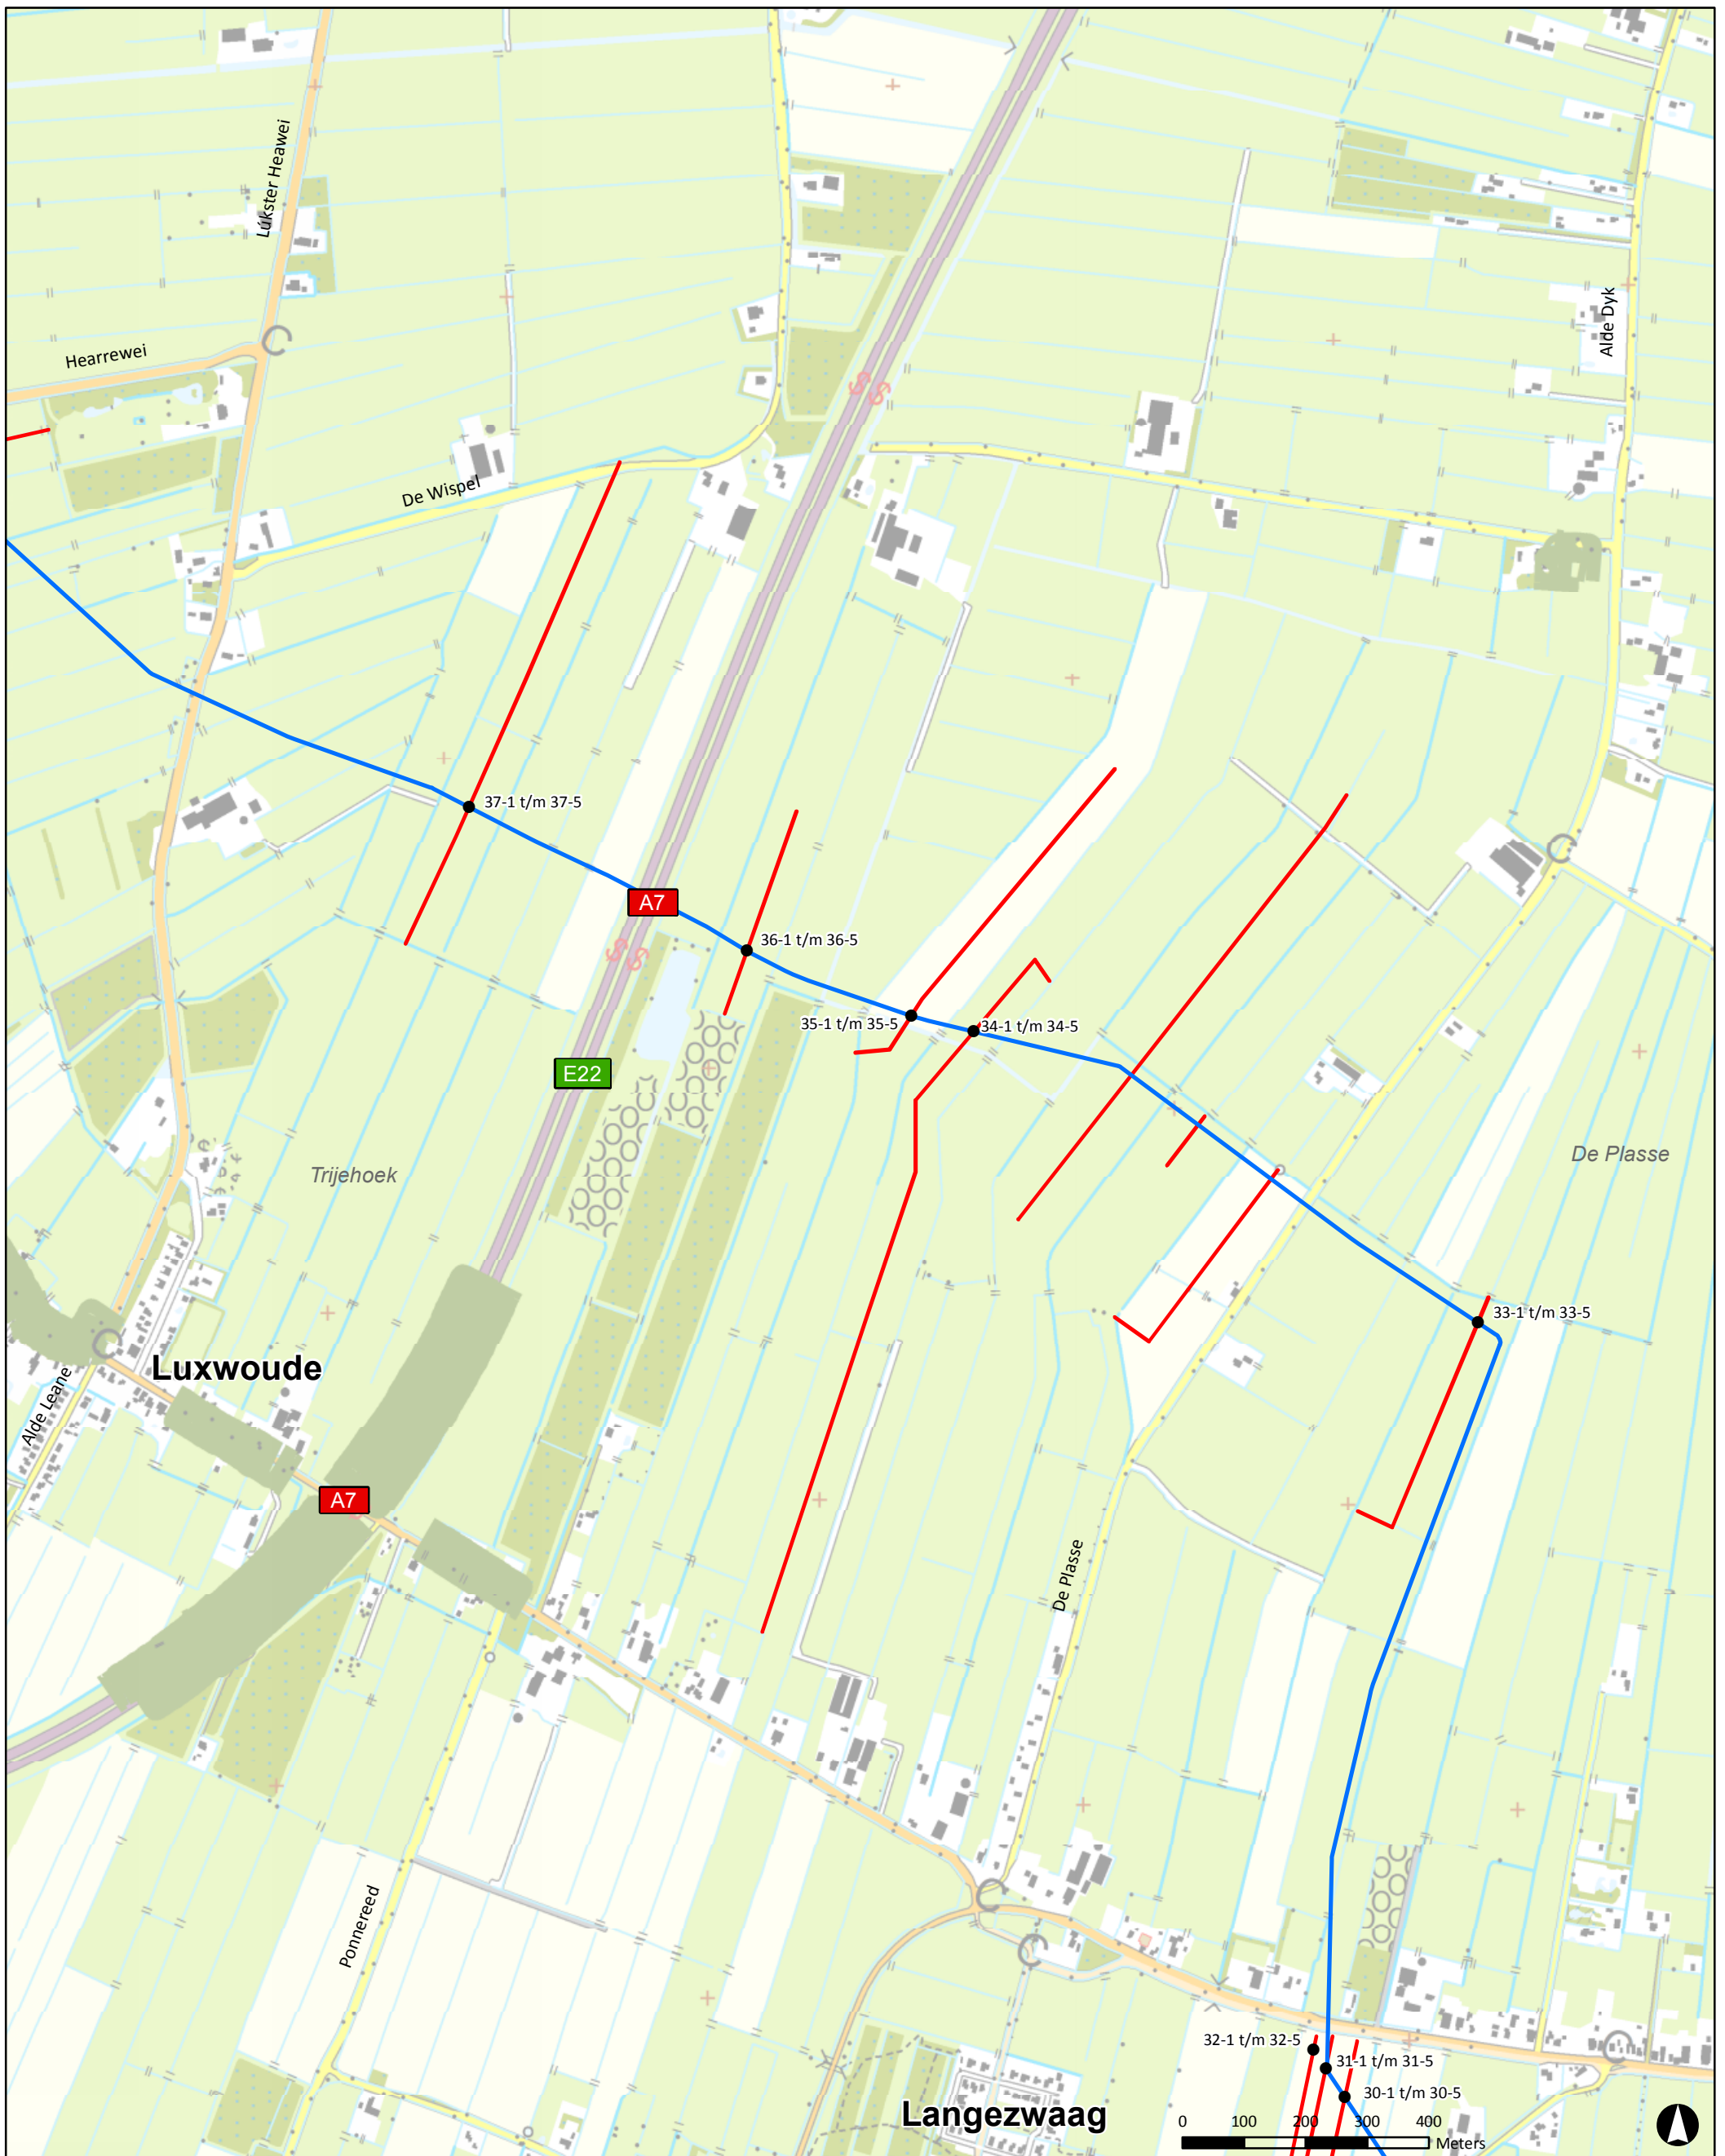 Lúkster Heawei
Alde Dyk
Hearrewei
De Wispel
37-1 t/m 37-5
A7
36-1 t/m 36-5
35-1 t/m 35-5
34-1 t/m 34-5
E22
De Plasse
Trijehoek
33-1 t/m 33-5
Luxwoude
Alde Leane
A7
De Plasse
Ponnereed
32-1 t/m 32-5
31-1 t/m 31-5
30-1 t/m 30-5
Langezwaag
0 100 200 300 400
Meters